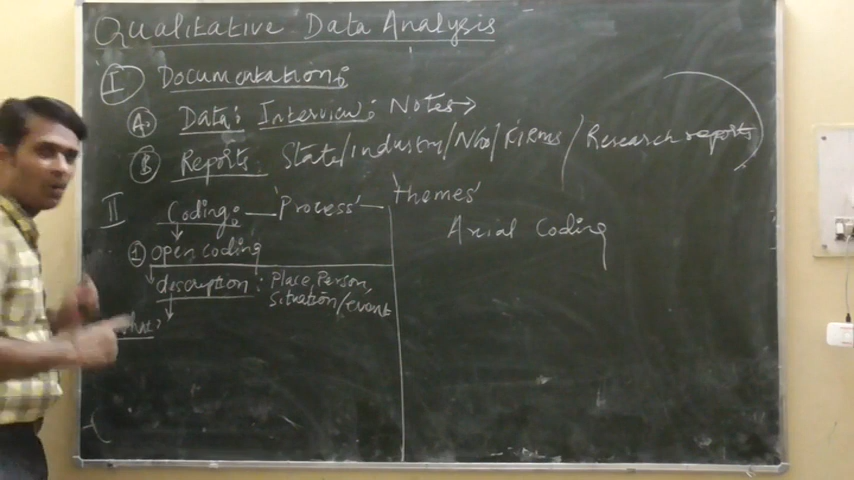 Qualitative Data Analysis
I Documentation:
A. Data: Interview: Notes →
B Reports: State/industry/NGO/FIRMS/Research reports
II Coding: — 'Process' — 'themes'
Axial Coding
① open coding
description: Place, Person,
Situation/event